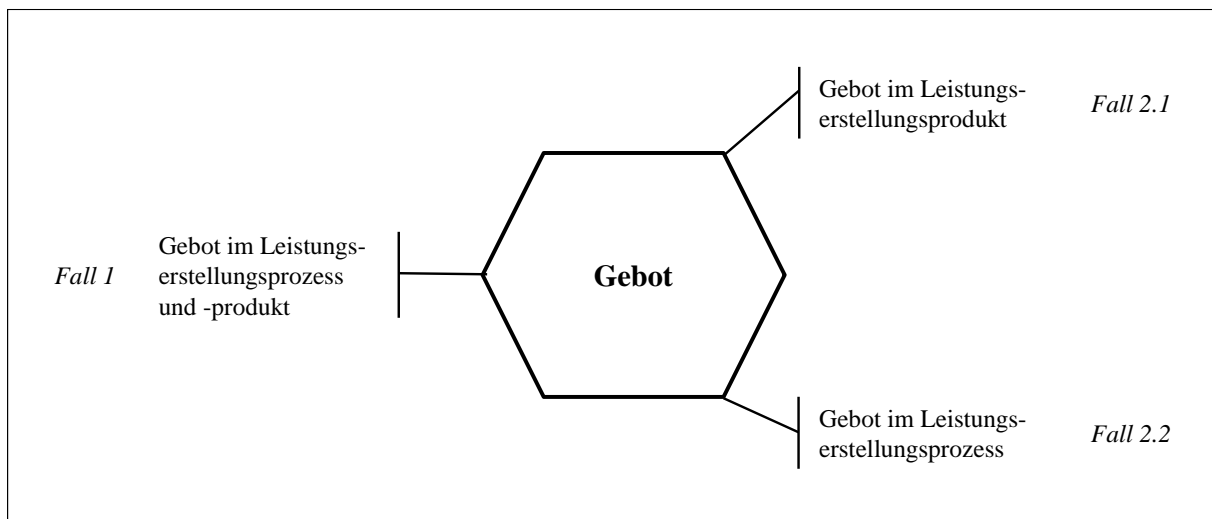 Gebot im Leistungs-
erstellungsprodukt
Fall 2.1
Fall 1
Gebot im Leistungs-
erstellungsprozess
und -produkt
Gebot
Gebot im Leistungs-
erstellungsprozess
Fall 2.2